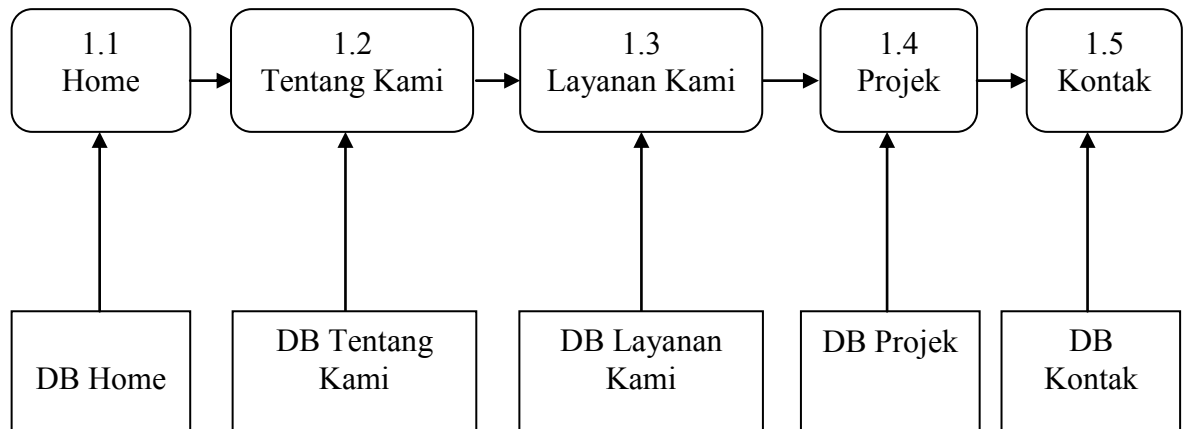 1.1
Home
1.2
Tentang Kami
1.3
Layanan Kami
1.4
Projek
1.5
Kontak
DB Home
DB Tentang
Kami
DB Layanan
Kami
DB Projek
DB
Kontak